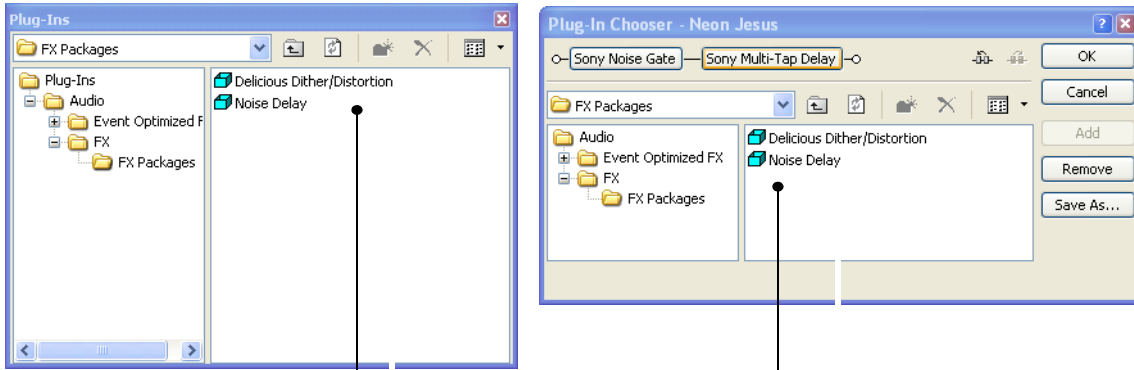 Plug-Ins
FX Packages
Plug-Ins
Audio
Event Optimized F
FX
FX Packages
Delicious Dither/Distortion
Noise Delay
Plug-In Chooser - Neon Jesus
Sony Noise Gate
Sony Multi-Tap Delay
OK
Cancel
Add
Remove
Save As...
FX Packages
Audio
Event Optimized FX
FX
FX Packages
Delicious Dither/Distortion
Noise Delay